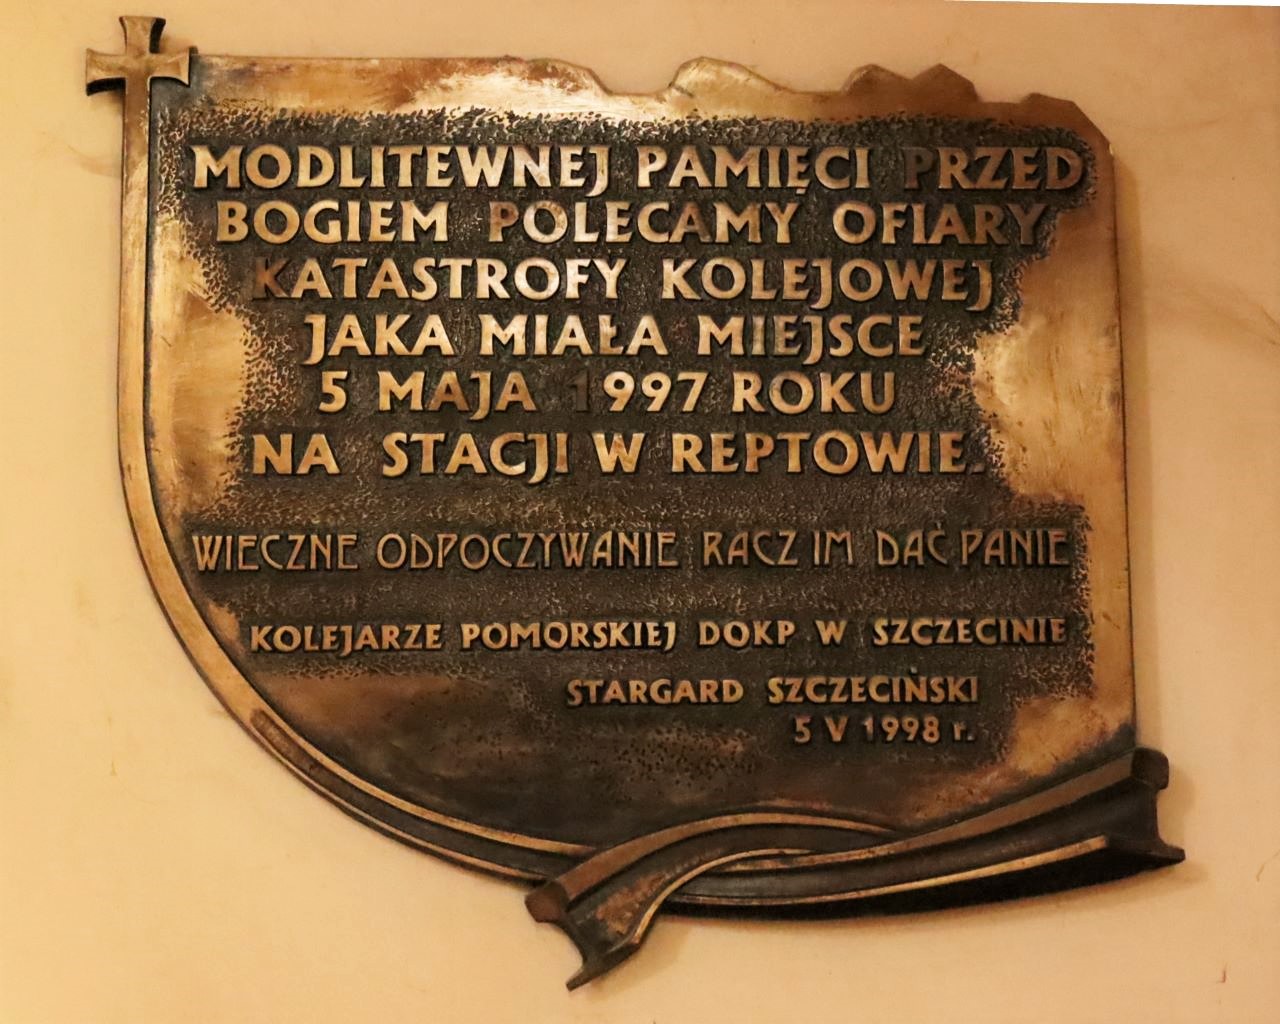 MODLITEWNEJ PAMIĘCI PRZED
BOGIEM POLECAMY OFIARY
KATASTROFY KOLEJOWEJ
JAKA MIAŁA MIEJSCE
5 MAJA 1997 ROKU
NA STACJI W REPTOWIE.
WIECZNE ODPOCZYWANIE RACZ IM DAĆ PANIE
KOLEJARZE POMORSKIEJ DOKP W SZCZECINIE
STARGARD SZCZECIŃSKI
5 V 1998 r.